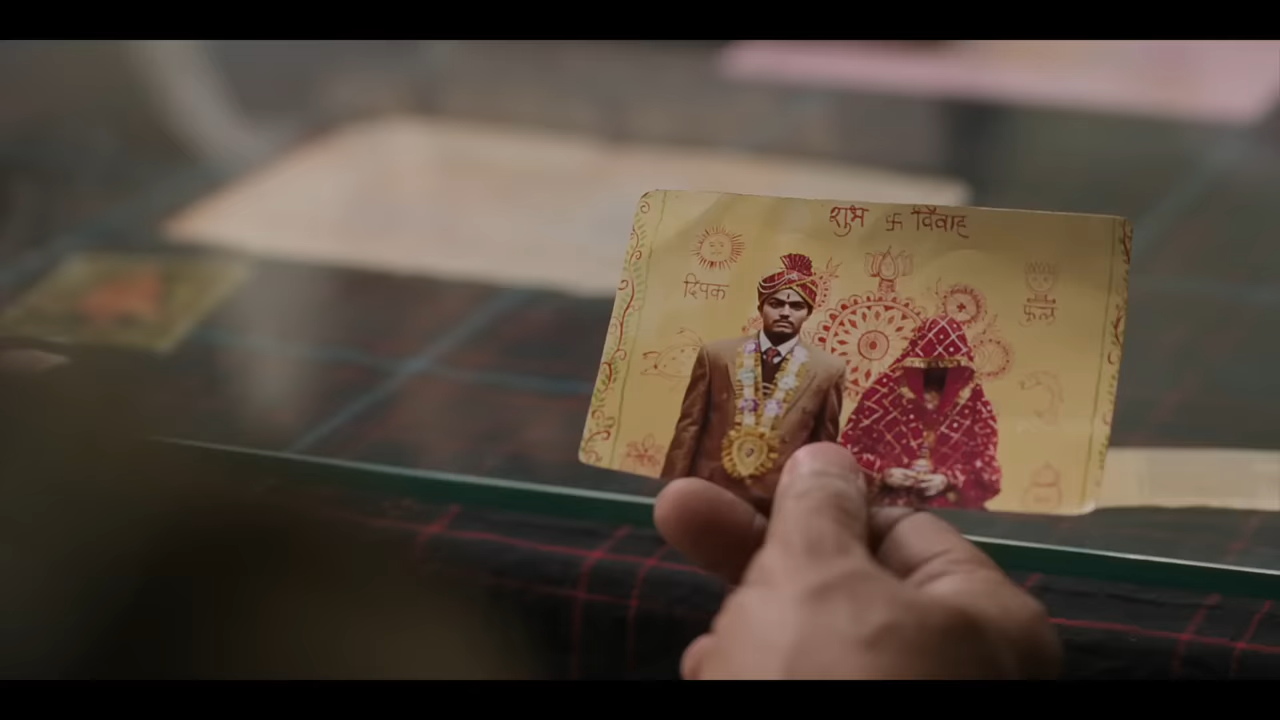 शुभ 卐 विवाह
दिपक
फूल